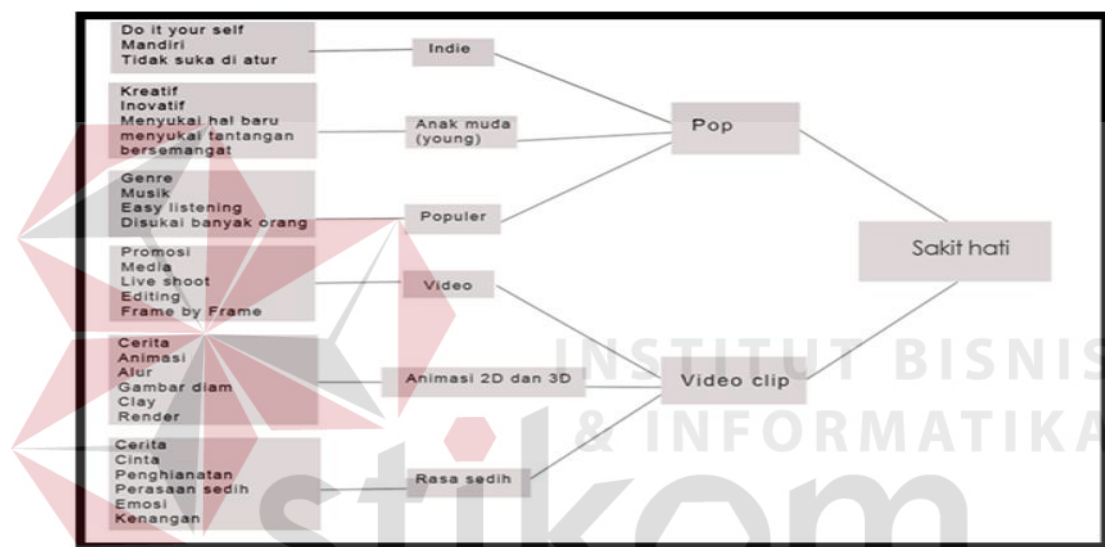 Do it your self
Mandiri
Tidak suka di atur
Indie
Kreatif
Inovatif
Menyukai hal baru
menyukai tantangan
bersemangat
Anak muda
(young)
Pop
Genre
Musik
Easy listening
Disukai banyak orang
Populer
Sakit hati
Promosi
Media
Live shoot
Editing
Frame by Frame
Video
Cerita
Animasi
Alur
Gambar diam
Clay
Render
Animasi 2D dan 3D
Video clip
Cerita
Cinta
Penghianatan
Perasaan sedih
Emosi
Kenangan
Rasa sedih
INSTITUT BISNIS
& INFORMATIKA
stikom